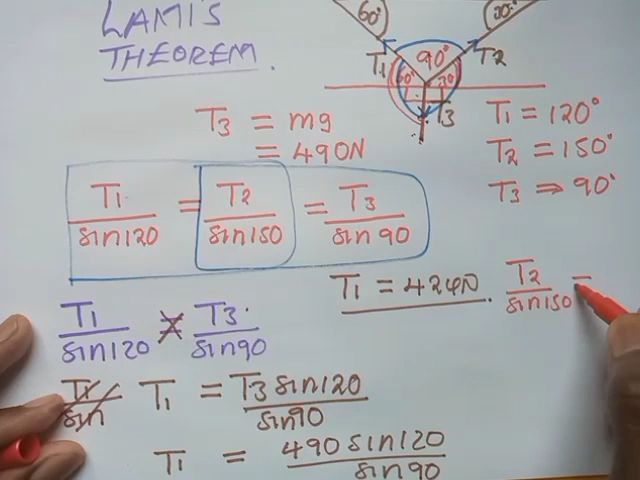 LAMI'S
THEOREM.
60° 30°
T1 90° T2
60° 30°
T3
T3 = mg
= 490N
T1 = 120°
T2 = 150°
T3 ⇒ 90°
T1/sin120 = T2/sin150 = T3/sin90
T1 = 424N. T2/sin150 =
T1/sin120 = T3/sin90
T1/sin T1 = T3 sin120/sin90
T1 = 490 sin120/sin90